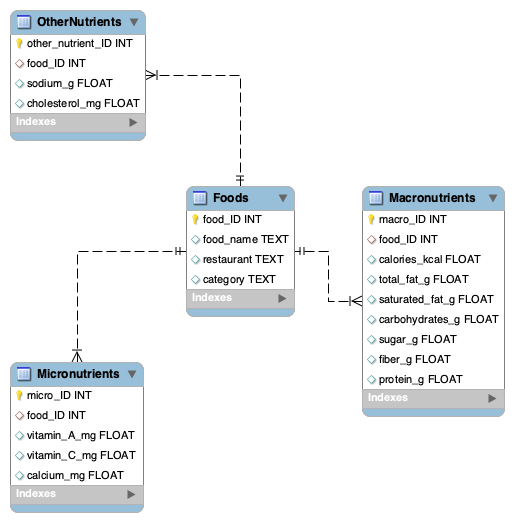 OtherNutrients
other_nutrient_ID INT
food_ID INT
sodium_g FLOAT
cholesterol_mg FLOAT
Indexes
Foods
food_ID INT
food_name TEXT
restaurant TEXT
category TEXT
Indexes
Macronutrients
macro_ID INT
food_ID INT
calories_kcal FLOAT
total_fat_g FLOAT
saturated_fat_g FLOAT
carbohydrates_g FLOAT
sugar_g FLOAT
fiber_g FLOAT
protein_g FLOAT
Indexes
Micronutrients
micro_ID INT
food_ID INT
vitamin_A_mg FLOAT
vitamin_C_mg FLOAT
calcium_mg FLOAT
Indexes